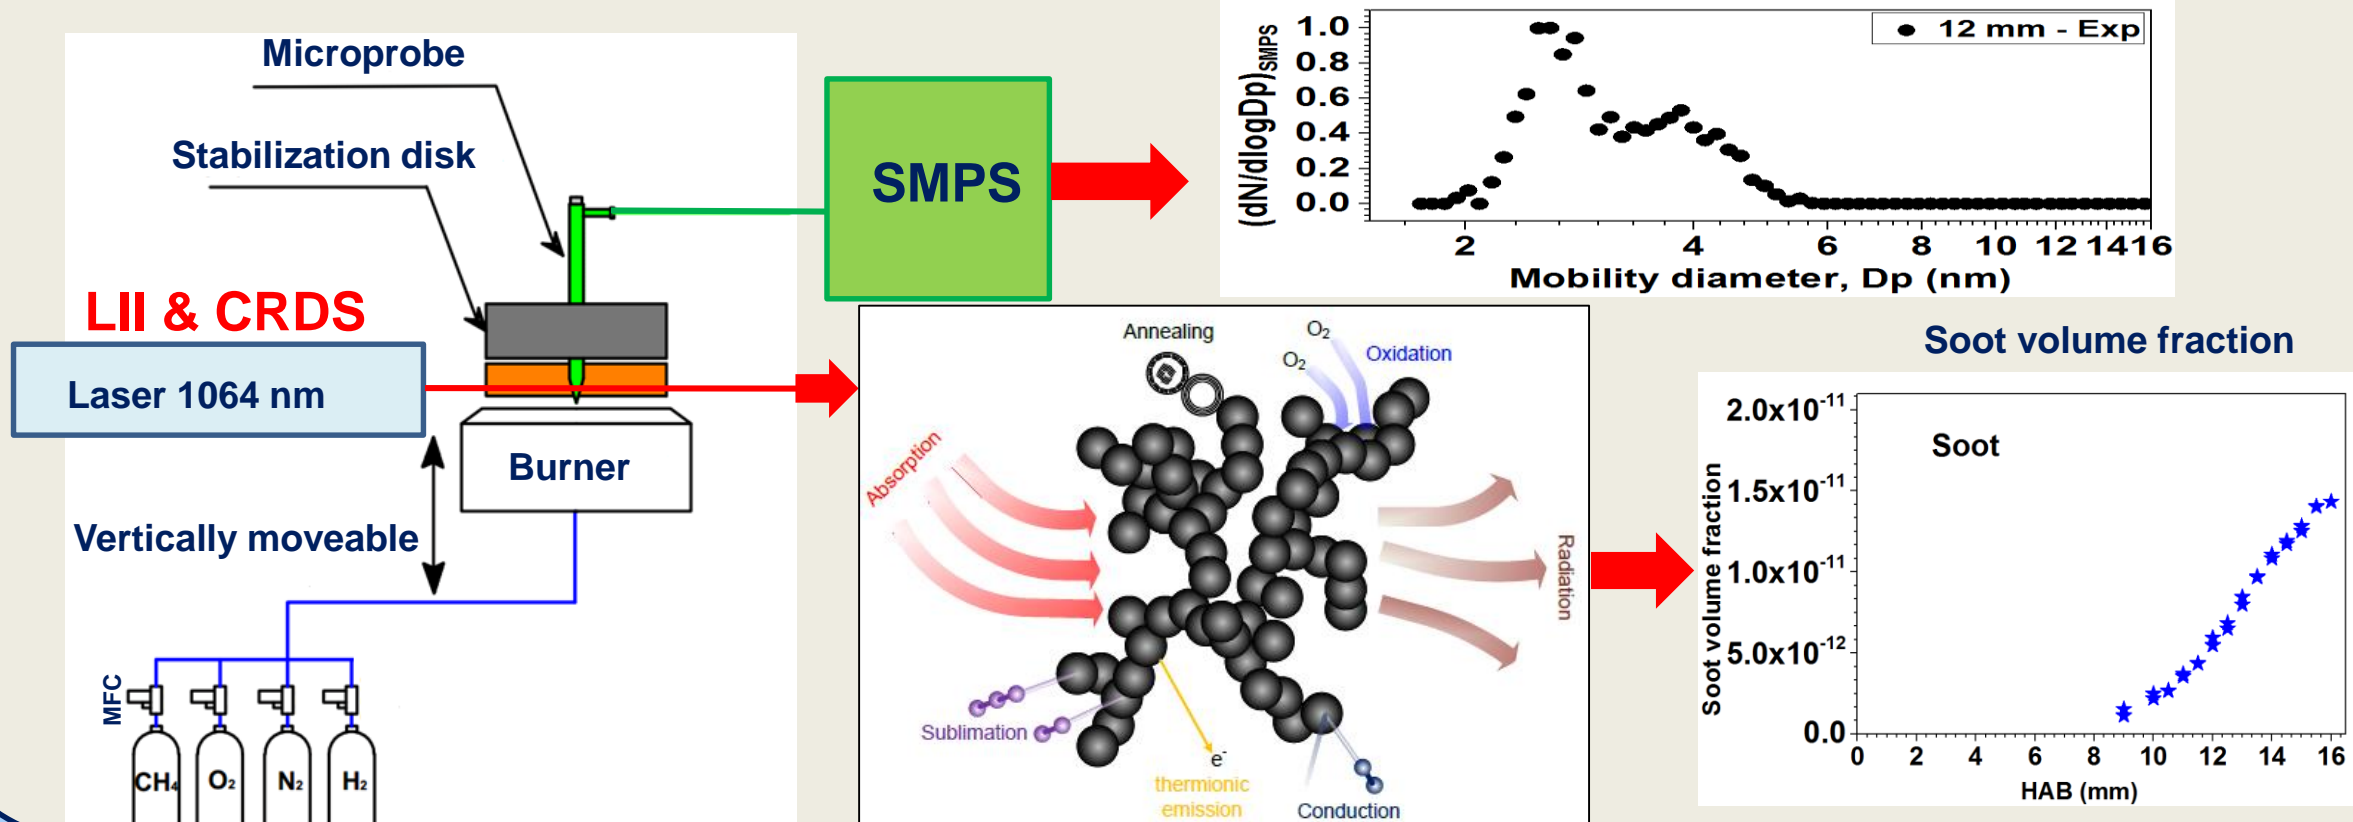 Microprobe
Stabilization disk
LII & CRDS
Laser 1064 nm
Burner
Vertically moveable
MFC
CH₄
O₂
N₂
H₂
SMPS
(dN/dlogDp)SMPS
1.0
0.8
0.6
0.4
0.2
0.0
12 mm - Exp
2 4 6 8 10 12 14 16
Mobility diameter, Dp (nm)
Annealing
O₂
O₂
Oxidation
Absorption
Radiation
Sublimation
e⁻
thermionic
emission
Conduction
Soot volume fraction
Soot volume fraction
2.0x10⁻¹¹
1.5x10⁻¹¹
1.0x10⁻¹¹
5.0x10⁻¹²
0.0
Soot
0 2 4 6 8 10 12 14 16
HAB (mm)